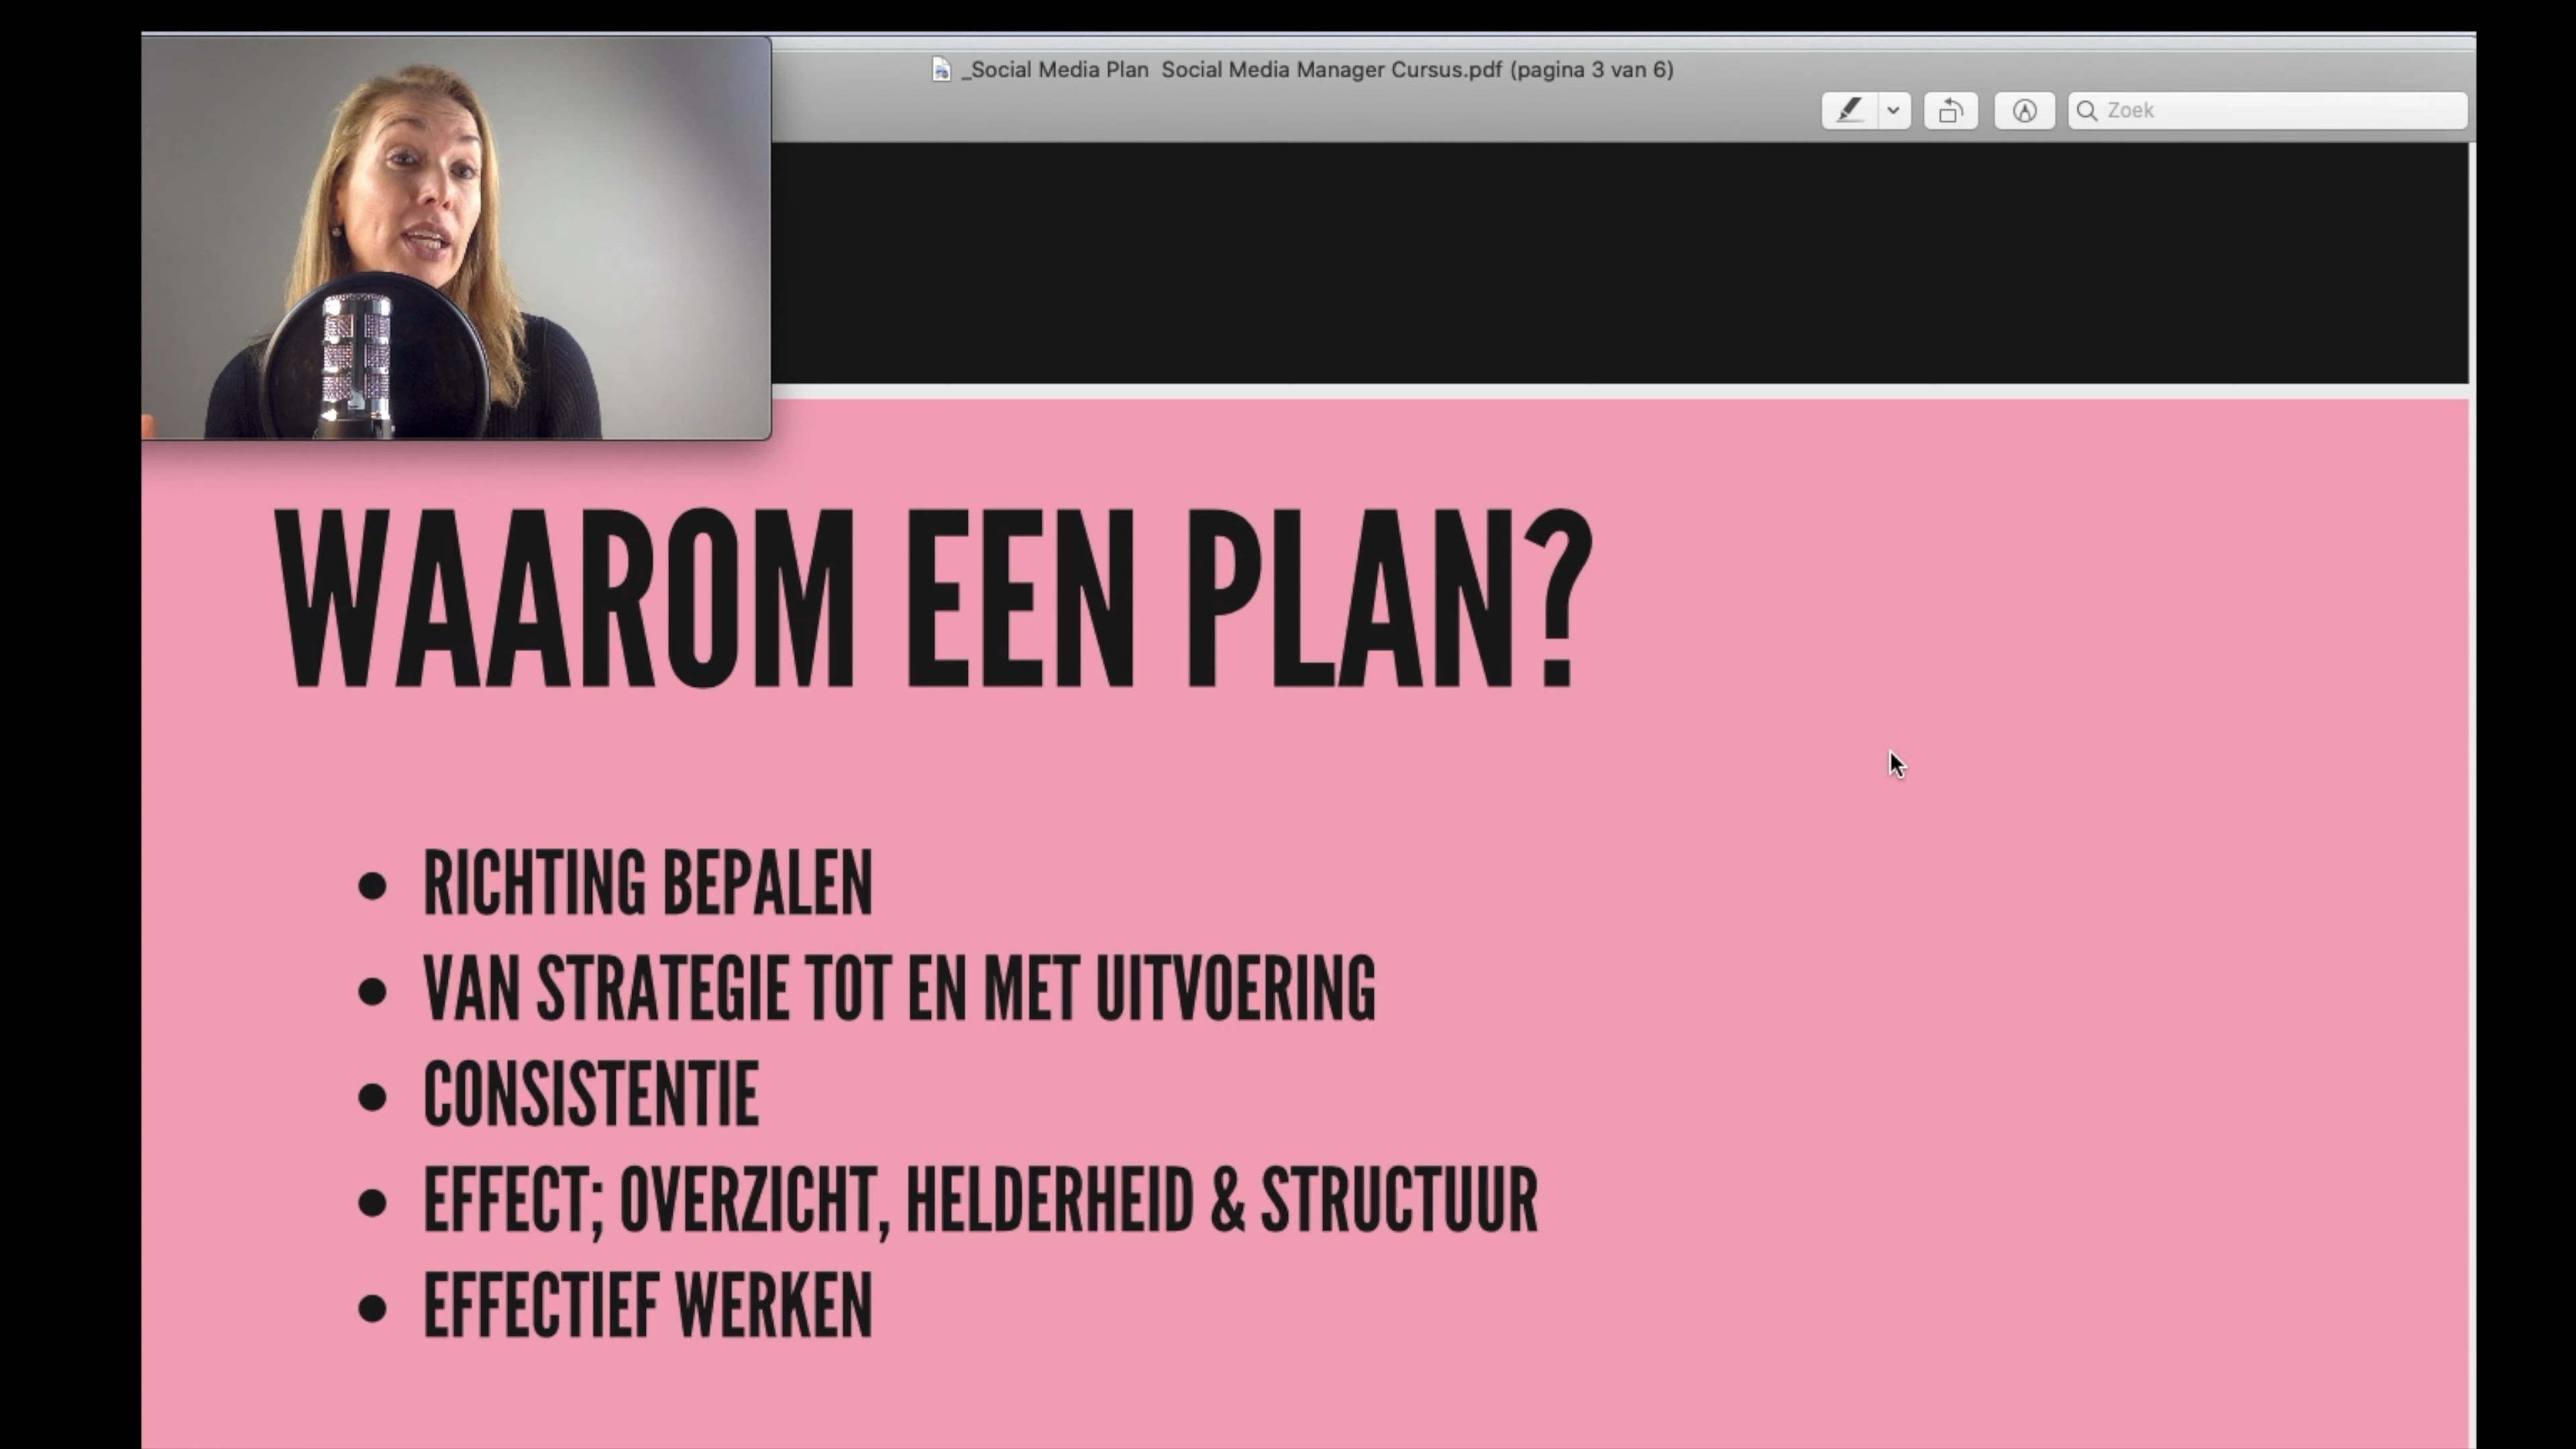 _Social Media Plan  Social Media Manager Cursus.pdf (pagina 3 van 6)
Zoek
WAAROM EEN PLAN?
• RICHTING BEPALEN
• VAN STRATEGIE TOT EN MET UITVOERING
• CONSISTENTIE
• EFFECT; OVERZICHT, HELDERHEID & STRUCTUUR
• EFFECTIEF WERKEN